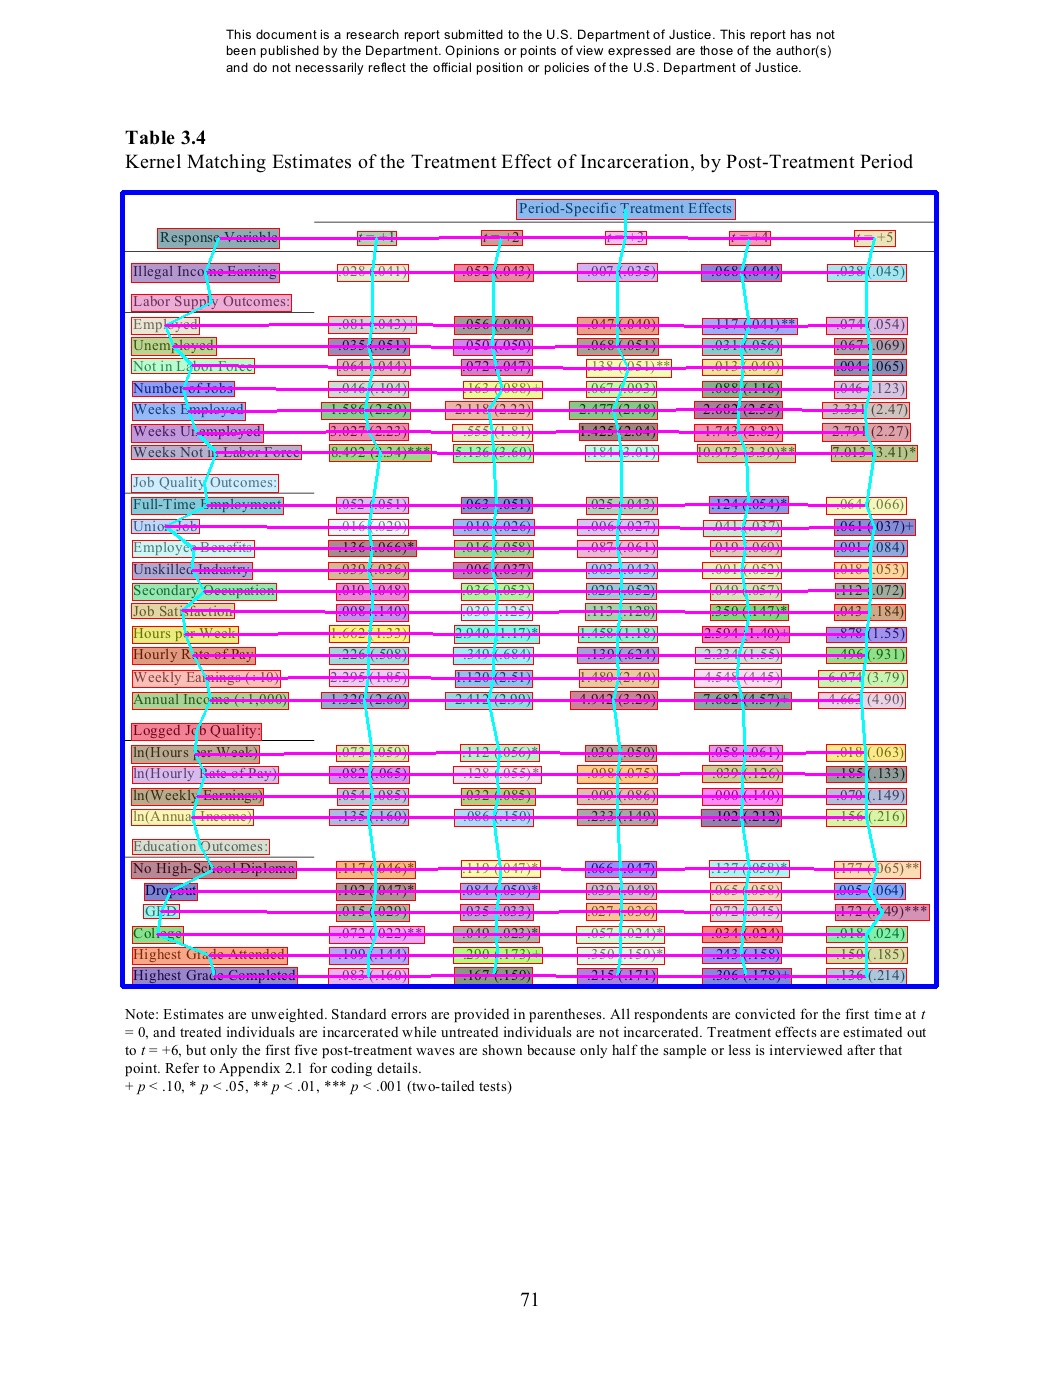 This document is a research report submitted to the U.S. Department of Justice. This report has not
been published by the Department. Opinions or points of view expressed are those of the author(s)
and do not necessarily reflect the official position or policies of the U.S. Department of Justice.
Table 3.4
Kernel Matching Estimates of the Treatment Effect of Incarceration, by Post-Treatment Period
Period-Specific Treatment Effects
Response Variable t = +1 t = +2 t = +3 t = +4 t = +5
Illegal Income Earning .028 (.041) .052 (.043) .007 (.035) .068 (.044) .038 (.045)
Labor Supply Outcomes:
Employed .081 (.043)+ .056 (.048) .047 (.048) .117 (.041)** .074 (.054)
Unemployed .035 (.051) .050 (.050) .068 (.051) .031 (.056) .067 (.069)
Not in Labor Force .064 (.044) .072 (.047) .138 (.051)** .013 (.049) .004 (.065)
Number of Jobs .046 (.104) .163 (.088)+ .067 (.093) .088 (.116) .046 (.123)
Weeks Employed 1.586 (2.59) 2.118 (2.22) 2.477 (2.48) 2.682 (2.55) 3.331 (2.47)
Weeks Unemployed 3.027 (2.23) .555 (1.81) 1.425 (2.04) 1.743 (2.82) 2.791 (2.27)
Weeks Not in Labor Force 8.492 (2.34)*** 5.136 (3.60) .184 (3.01) 10.973 (3.39)** 7.013 (3.41)*
Job Quality Outcomes:
Full-Time Employment .052 (.051) .063 (.051) .025 (.043) .124 (.054)* .064 (.066)
Union Job .016 (.029) .010 (.026) .006 (.027) .041 (.037) .061 (.037)+
Employee Benefits .136 (.066)* .016 (.058) .087 (.061) .019 (.069) .001 (.084)
Unskilled Industry .039 (.036) .006 (.037) .003 (.043) .001 (.052) .018 (.053)
Secondary Occupation .010 (.048) .036 (.053) .029 (.052) .049 (.057) .112 (.072)
Job Satisfaction .008 (.140) .030 (.125) .113 (.128) .350 (.147)* .043 (.184)
Hours per Week 1.662 (1.33) 2.940 (1.17)* 1.458 (1.18) 2.594 (1.40)+ .878 (1.55)
Hourly Rate of Pay .226 (.508) .349 (.684) .139 (.624) 2.334 (1.55) .496 (.931)
Weekly Earnings (÷10) 2.295 (1.85) 1.120 (2.51) 1.480 (2.40) 4.548 (4.45) 6.074 (3.79)
Annual Income (÷1,000) 1.320 (2.60) 2.412 (2.99) 4.942 (3.29) 7.682 (4.57)+ 4.663 (4.90)
Logged Job Quality:
ln(Hours per Week) .073 (.059) .112 (.056)* .039 (.050) .058 (.061) .018 (.063)
ln(Hourly Rate of Pay) .082 (.065) .128 (.055)* .098 (.075) .039 (.126) .185 (.133)
ln(Weekly Earnings) .054 (.085) .032 (.085) .009 (.086) .000 (.140) .070 (.149)
ln(Annual Income) .135 (.160) .086 (.150) .233 (.149) .102 (.212) .156 (.216)
Education Outcomes:
No High-School Diploma .117 (.046)* .119 (.047)* .066 (.047) .137 (.058)* .177 (.065)**
Dropout .102 (.047)* .084 (.050)* .039 (.048) .065 (.058) .005 (.064)
GED .015 (.029) .035 (.033) .027 (.036) .072 (.045) .172 (.049)***
College .072 (.022)** .049 (.023)* .057 (.024)* .034 (.024) .018 (.024)
Highest Grade Attended .109 (.144) .299 (.173)+ .350 (.159)* .243 (.158) .150 (.185)
Highest Grade Completed .083 (.160) .167 (.159) .215 (.171) .306 (.178)+ .136 (.214)
Note: Estimates are unweighted. Standard errors are provided in parentheses. All respondents are convicted for the first time at t
= 0, and treated individuals are incarcerated while untreated individuals are not incarcerated. Treatment effects are estimated out
to t = +6, but only the first five post-treatment waves are shown because only half the sample or less is interviewed after that
point. Refer to Appendix 2.1 for coding details.
+ p < .10, * p < .05, ** p < .01, *** p < .001 (two-tailed tests)
71